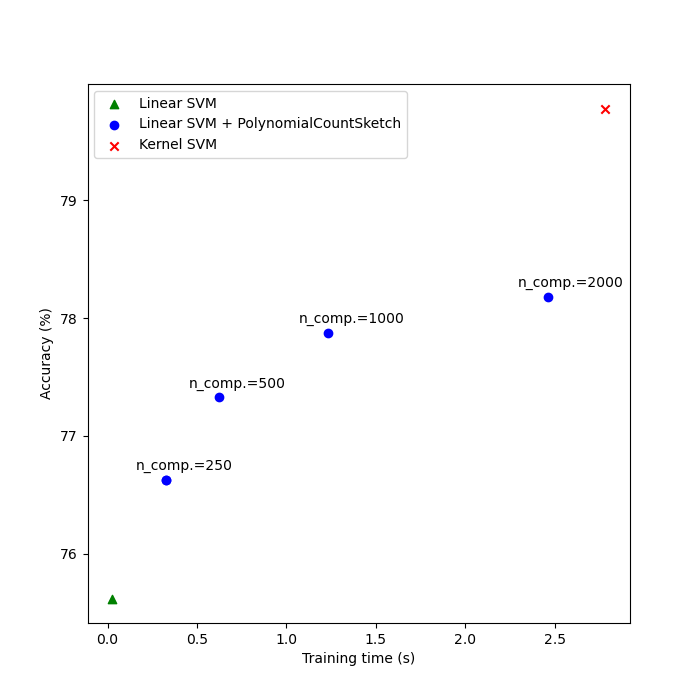 Linear SVM
Linear SVM + PolynomialCountSketch
Kernel SVM
79
n_comp.=2000
78
n_comp.=1000
Accuracy (%)
n_comp.=500
77
n_comp.=250
76
0.0 0.5 1.0 1.5 2.0 2.5
Training time (s)